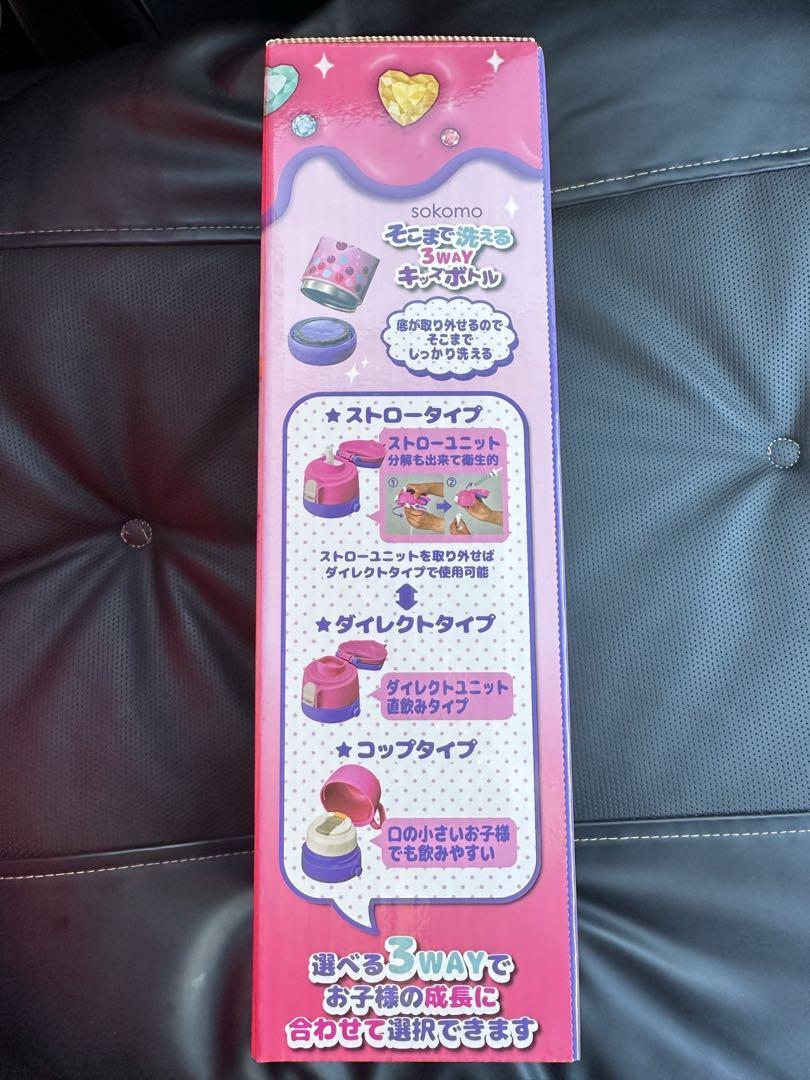 sokomo
そこまで洗える
3WAY
キッズボトル
底が取り外せるので
そこまで
しっかり洗える
★ストロータイプ
ストローユニット
分解も出来て衛生的
① ②
ストローユニットを取り外せば
ダイレクトタイプで使用可能
★ダイレクトタイプ
ダイレクトユニット
直飲みタイプ
★コップタイプ
口の小さいお子様
でも飲みやすい
選べる3WAYで
お子様の成長に
合わせて選択できます